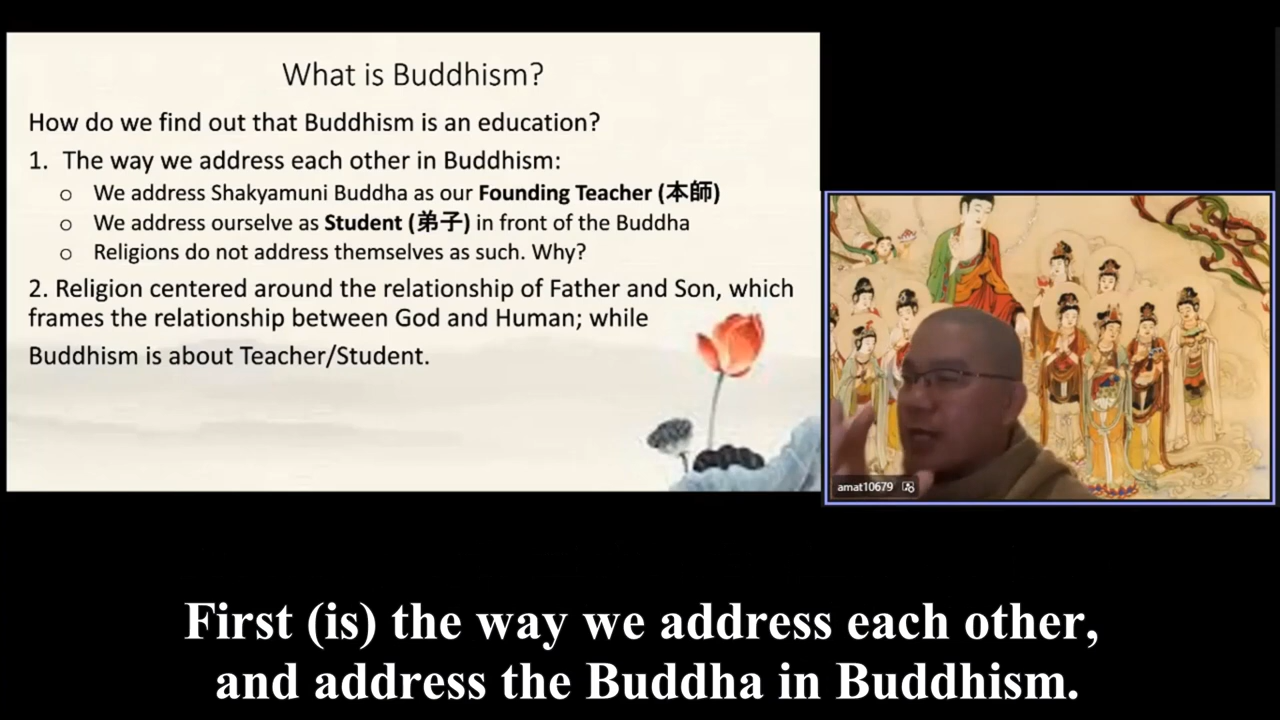 What is Buddhism?
How do we find out that Buddhism is an education?
1. The way we address each other in Buddhism:
o We address Shakyamuni Buddha as our Founding Teacher (本師)
o We address ourselve as Student (弟子) in front of the Buddha
o Religions do not address themselves as such. Why?
2. Religion centered around the relationship of Father and Son, which
frames the relationship between God and Human; while
Buddhism is about Teacher/Student.
amat10679
First (is) the way we address each other,
and address the Buddha in Buddhism.